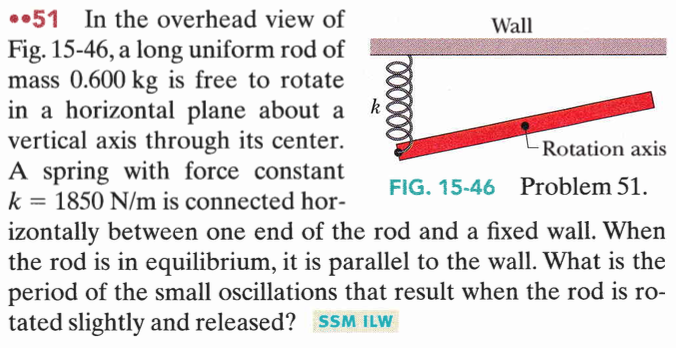 ••51 In the overhead view of
Fig. 15-46, a long uniform rod of
mass 0.600 kg is free to rotate
in a horizontal plane about a
vertical axis through its center.
A spring with force constant
k = 1850 N/m is connected hor-
izontally between one end of the rod and a fixed wall. When
the rod is in equilibrium, it is parallel to the wall. What is the
period of the small oscillations that result when the rod is ro-
tated slightly and released? SSM ILW
Wall
k
Rotation axis
FIG. 15-46 Problem 51.